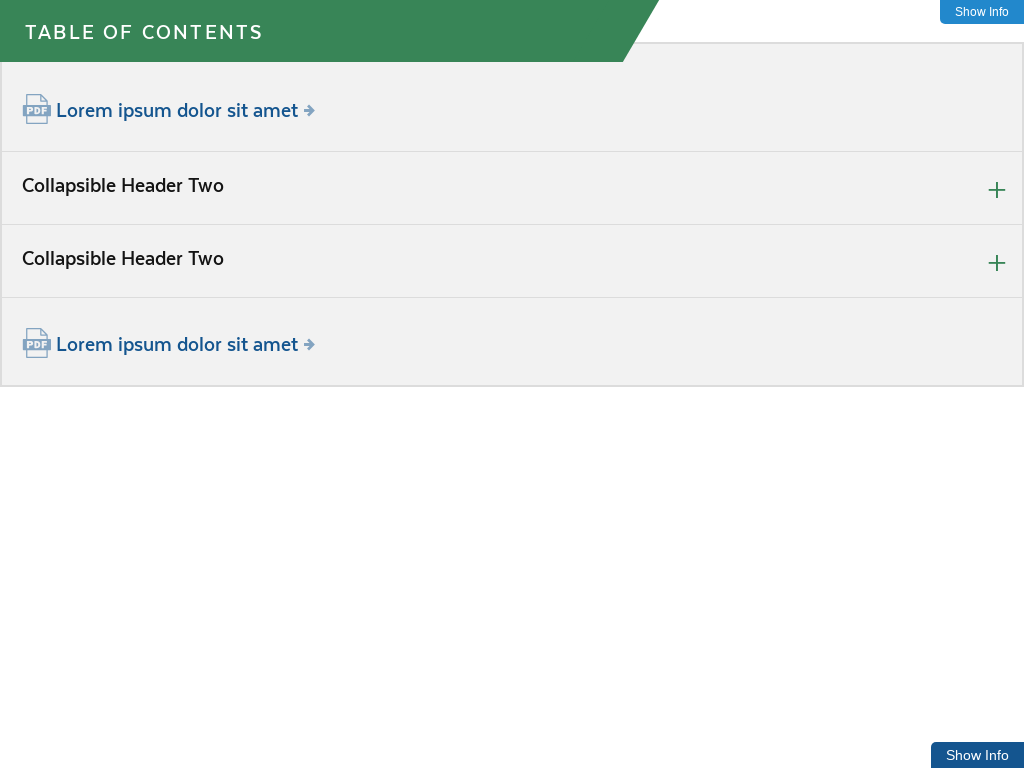 TABLE OF CONTENTS
Show Info
PDF Lorem ipsum dolor sit amet
Collapsible Header Two
Collapsible Header Two
PDF Lorem ipsum dolor sit amet
Show Info